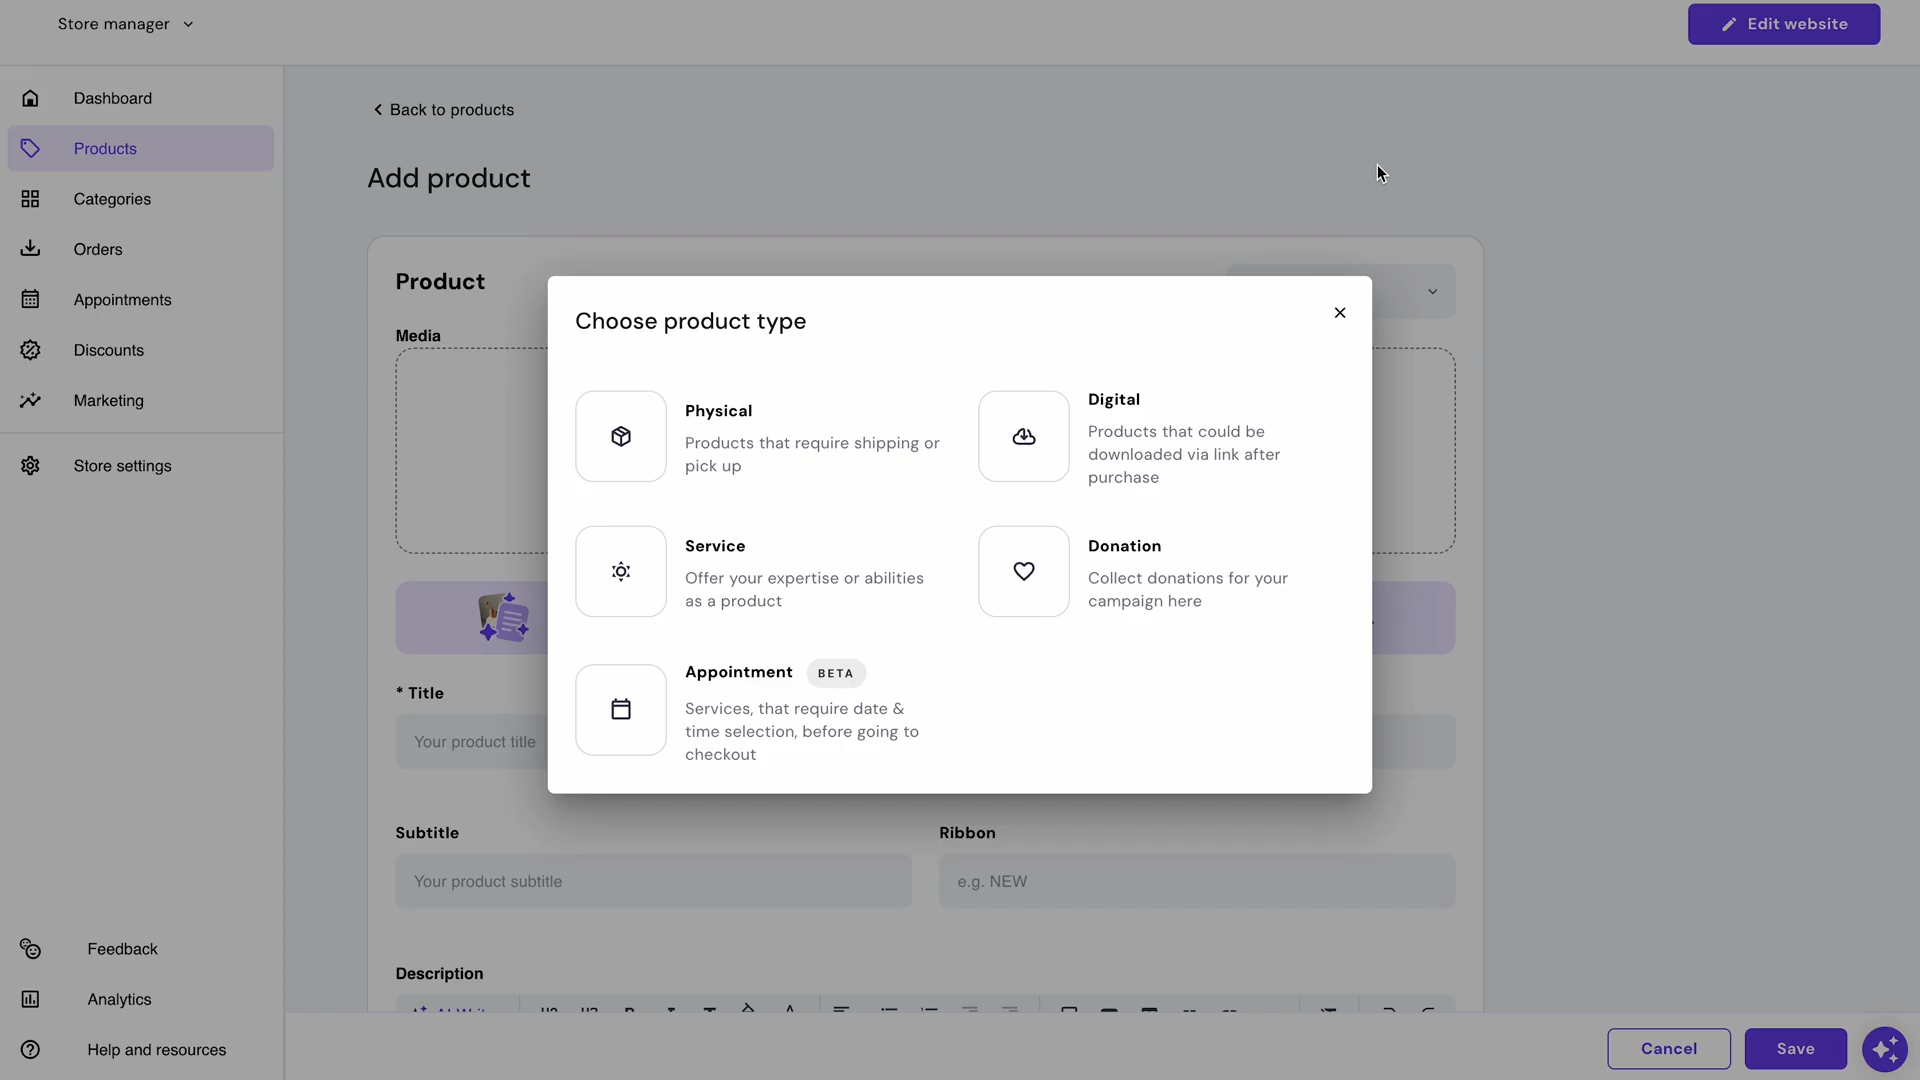 Store manager
Edit website
Dashboard
Products
Categories
Orders
Appointments
Discounts
Marketing
Store settings
Feedback
Analytics
Help and resources
Back to products
Add product
Product
Media
Choose product type
Physical
Products that require shipping or
pick up
Digital
Products that could be
downloaded via link after
purchase
Service
Offer your expertise or abilities
as a product
Donation
Collect donations for your
campaign here
Appointment BETA
Services, that require date &
time selection, before going to
checkout
* Title
Your product title
Subtitle
Your product subtitle
Ribbon
e.g. NEW
Description
Cancel
Save